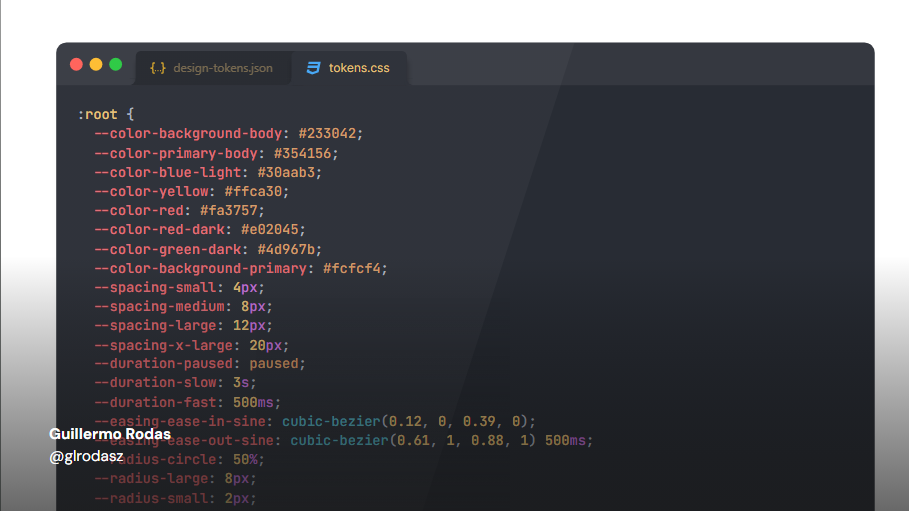 {..} design-tokens.json
tokens.css
:root {
--color-background-body: #233042;
--color-primary-body: #354156;
--color-blue-light: #30aab3;
--color-yellow: #ffca30;
--color-red: #fa3757;
--color-red-dark: #e02045;
--color-green-dark: #4d967b;
--color-background-primary: #fcfcf4;
--spacing-small: 4px;
--spacing-medium: 8px;
--spacing-large: 12px;
--spacing-x-large: 20px;
--duration-paused: paused;
--duration-slow: 3s;
--duration-fast: 500ms;
--easing-ease-in-sine: cubic-bezier(0.12, 0, 0.39, 0);
Guillermo Rodas
--easing-ease-out-sine: cubic-bezier(0.61, 1, 0.88, 1) 500ms;
@glrodasz
--radius-circle: 50%;
--radius-large: 8px;
--radius-small: 2px;